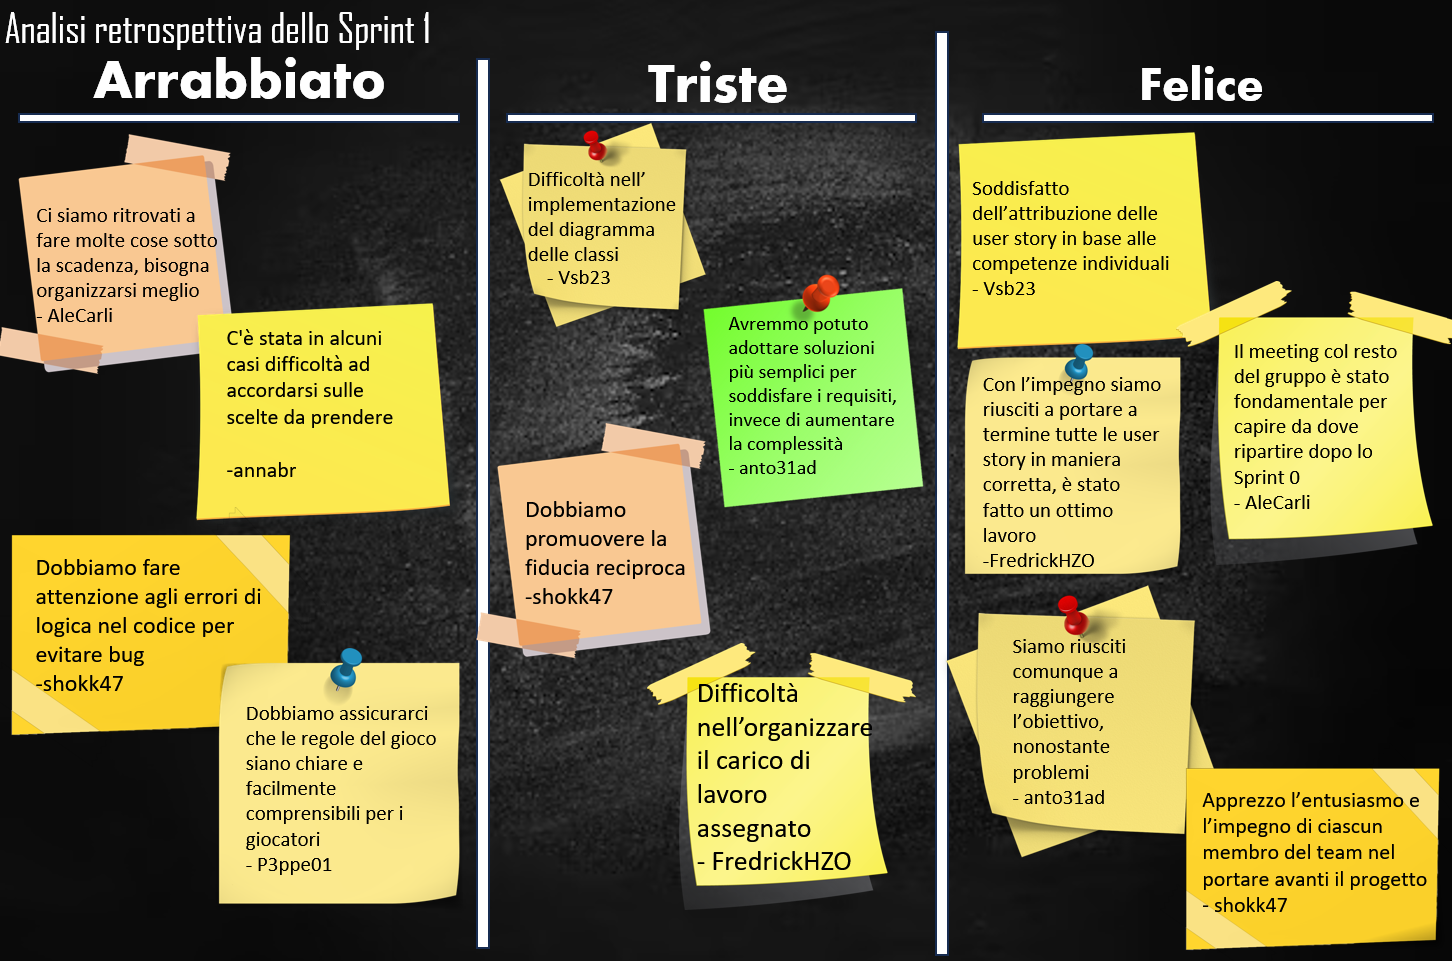 Analisi retrospettiva dello Sprint 1
Arrabbiato
Ci siamo ritrovati a
fare molte cose sotto
la scadenza, bisogna
organizzarsi meglio
- AleCarli
C'è stata in alcuni
casi difficoltà ad
accordarsi sulle
scelte da prendere
-annabr
Dobbiamo fare
attenzione agli errori di
logica nel codice per
evitare bug
-shokk47
Dobbiamo assicurarci
che le regole del gioco
siano chiare e
facilmente
comprensibili per i
giocatori
- P3ppe01
Triste
Difficoltà nell’
implementazione
del diagramma
delle classi
- Vsb23
Avremmo potuto
adottare soluzioni
più semplici per
soddisfare i requisiti,
invece di aumentare
la complessità
- anto31ad
Dobbiamo
promuovere la
fiducia reciproca
-shokk47
Difficoltà
nell’organizzare
il carico di
lavoro
assegnato
- FredrickHZO
Felice
Soddisfatto
dell’attribuzione delle
user story in base alle
competenze individuali
- Vsb23
Il meeting col resto
del gruppo è stato
fondamentale per
capire da dove
ripartire dopo lo
Sprint 0
- AleCarli
Con l’impegno siamo
riusciti a portare a
termine tutte le user
story in maniera
corretta, è stato
fatto un ottimo
lavoro
-FredrickHZO
Siamo riusciti
comunque a
raggiungere
l’obiettivo,
nonostante
problemi
- anto31ad
Apprezzo l’entusiasmo e
l’impegno di ciascun
membro del team nel
portare avanti il progetto
- shokk47